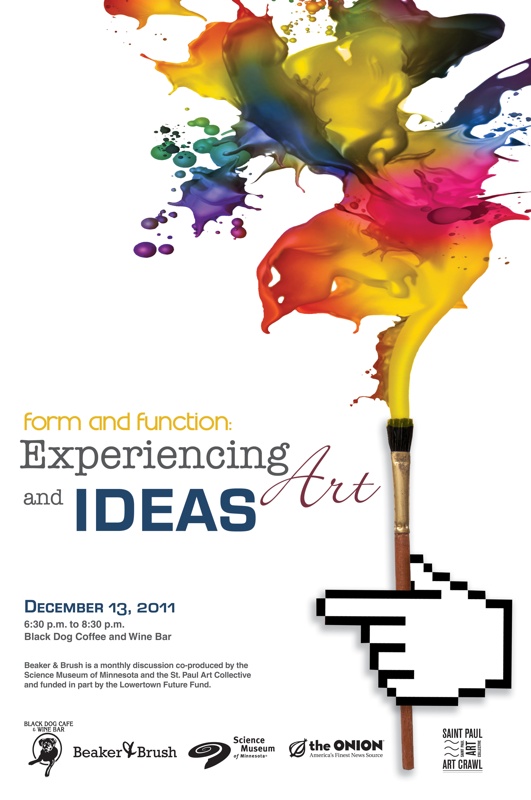 form and function:
Experiencing Art
and IDEAS
December 13, 2011
6:30 p.m. to 8:30 p.m.
Black Dog Coffee and Wine Bar
Beaker & Brush is a monthly discussion co-produced by the
Science Museum of Minnesota and the St. Paul Art Collective
and funded in part by the Lowertown Future Fund.
BLACK DOG CAFE
& WINE BAR
Beaker Brush
Science
Museum
of Minnesota
the ONION
America's Finest News Source
SAINT PAUL
ART
COLLECTIVE
ART CRAWL